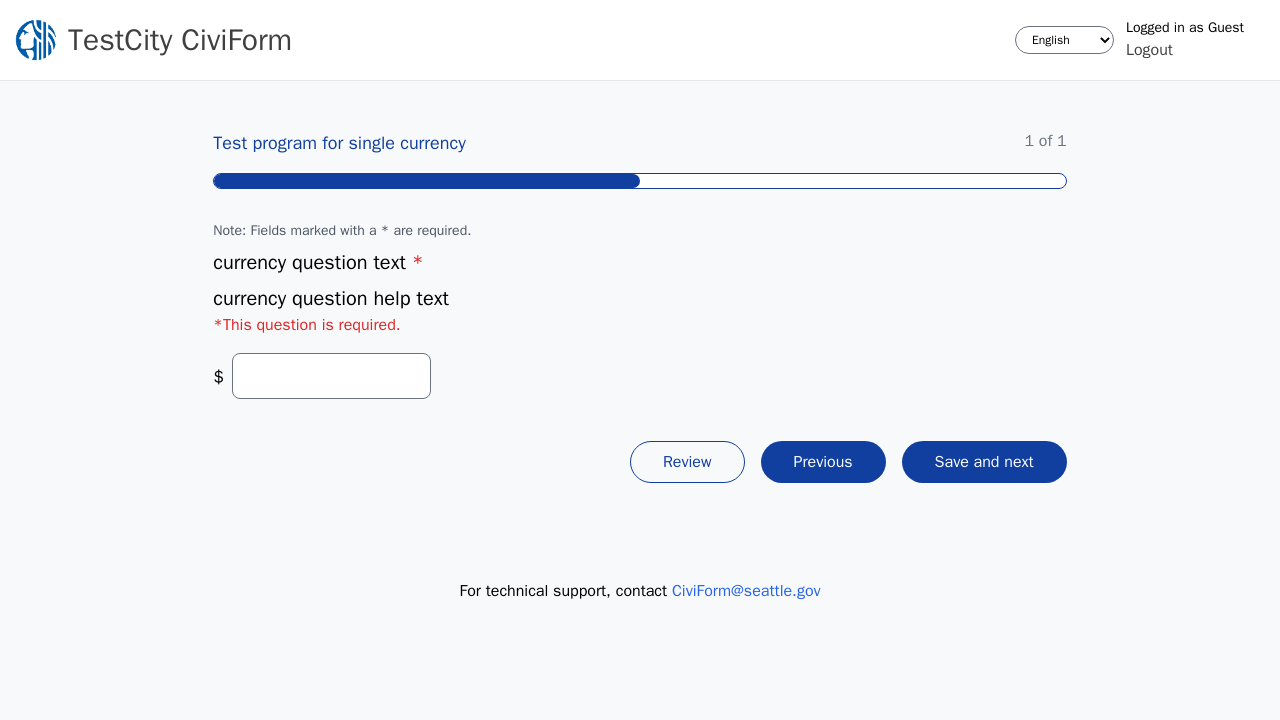 TestCity CiviForm
English
Logged in as Guest
Logout
Test program for single currency
1 of 1
Note: Fields marked with a * are required.
currency question text *
currency question help text
*This question is required.
$
Review
Previous
Save and next
For technical support, contact CiviForm@seattle.gov